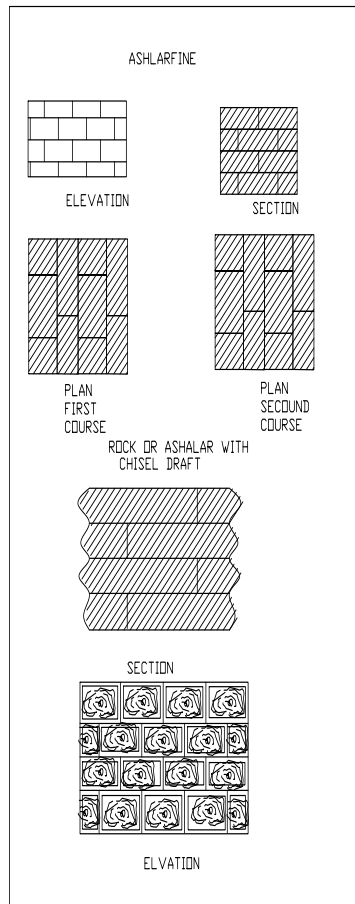 ASHLARFINE
ELEVATION
SECTION
PLAN
FIRST
COURSE
PLAN
SECOUND
COURSE
ROCK OR ASHALAR WITH
CHISEL DRAFT
SECTION
ELVATION